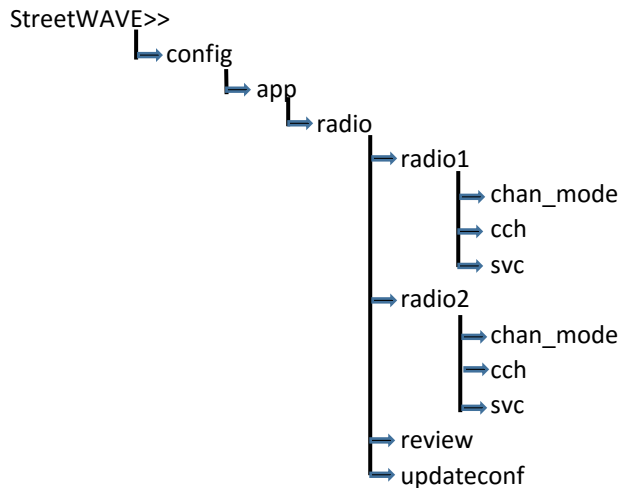 StreetWAVE>>
config
app
radio
radio1
chan_mode
cch
svc
radio2
chan_mode
cch
svc
review
updateconf